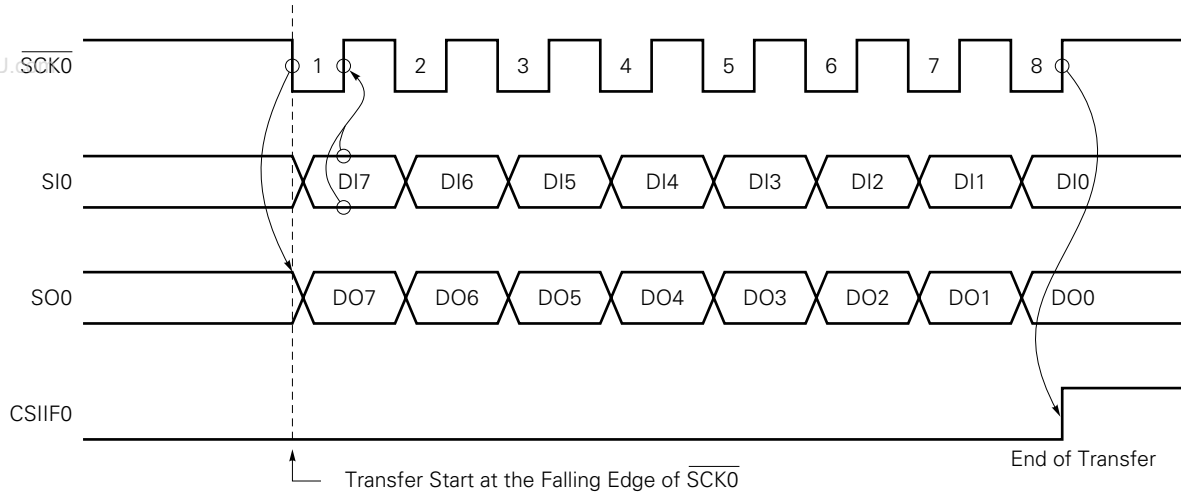 SCK0
1 2 3 4 5 6 7 8
SI0 DI7 DI6 DI5 DI4 DI3 DI2 DI1 DI0
SO0 DO7 DO6 DO5 DO4 DO3 DO2 DO1 DO0
CSIIF0
End of Transfer
Transfer Start at the Falling Edge of SCK0